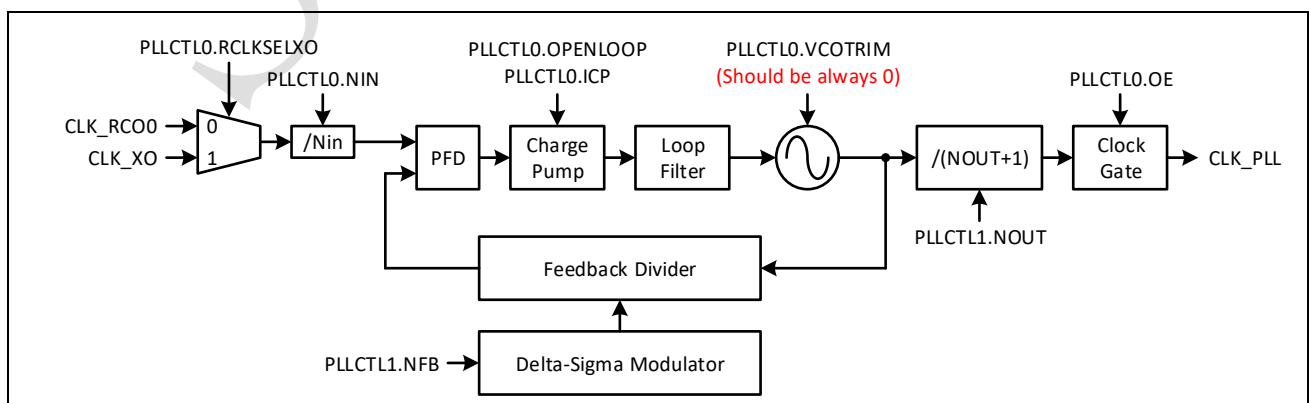 PLLCTL0.RCLKSELXO
PLLCTL0.NIN
PLLCTL0.OPENLOOP
PLLCTL0.ICP
PLLCTL0.VCOTRIM
(Should be always 0)
PLLCTL0.OE
CLK_RCO0
CLK_XO
0
1
/Nin
PFD
Charge
Pump
Loop
Filter
/(NOUT+1)
Clock
Gate
CLK_PLL
PLLCTL1.NOUT
Feedback Divider
PLLCTL1.NFB
Delta-Sigma Modulator